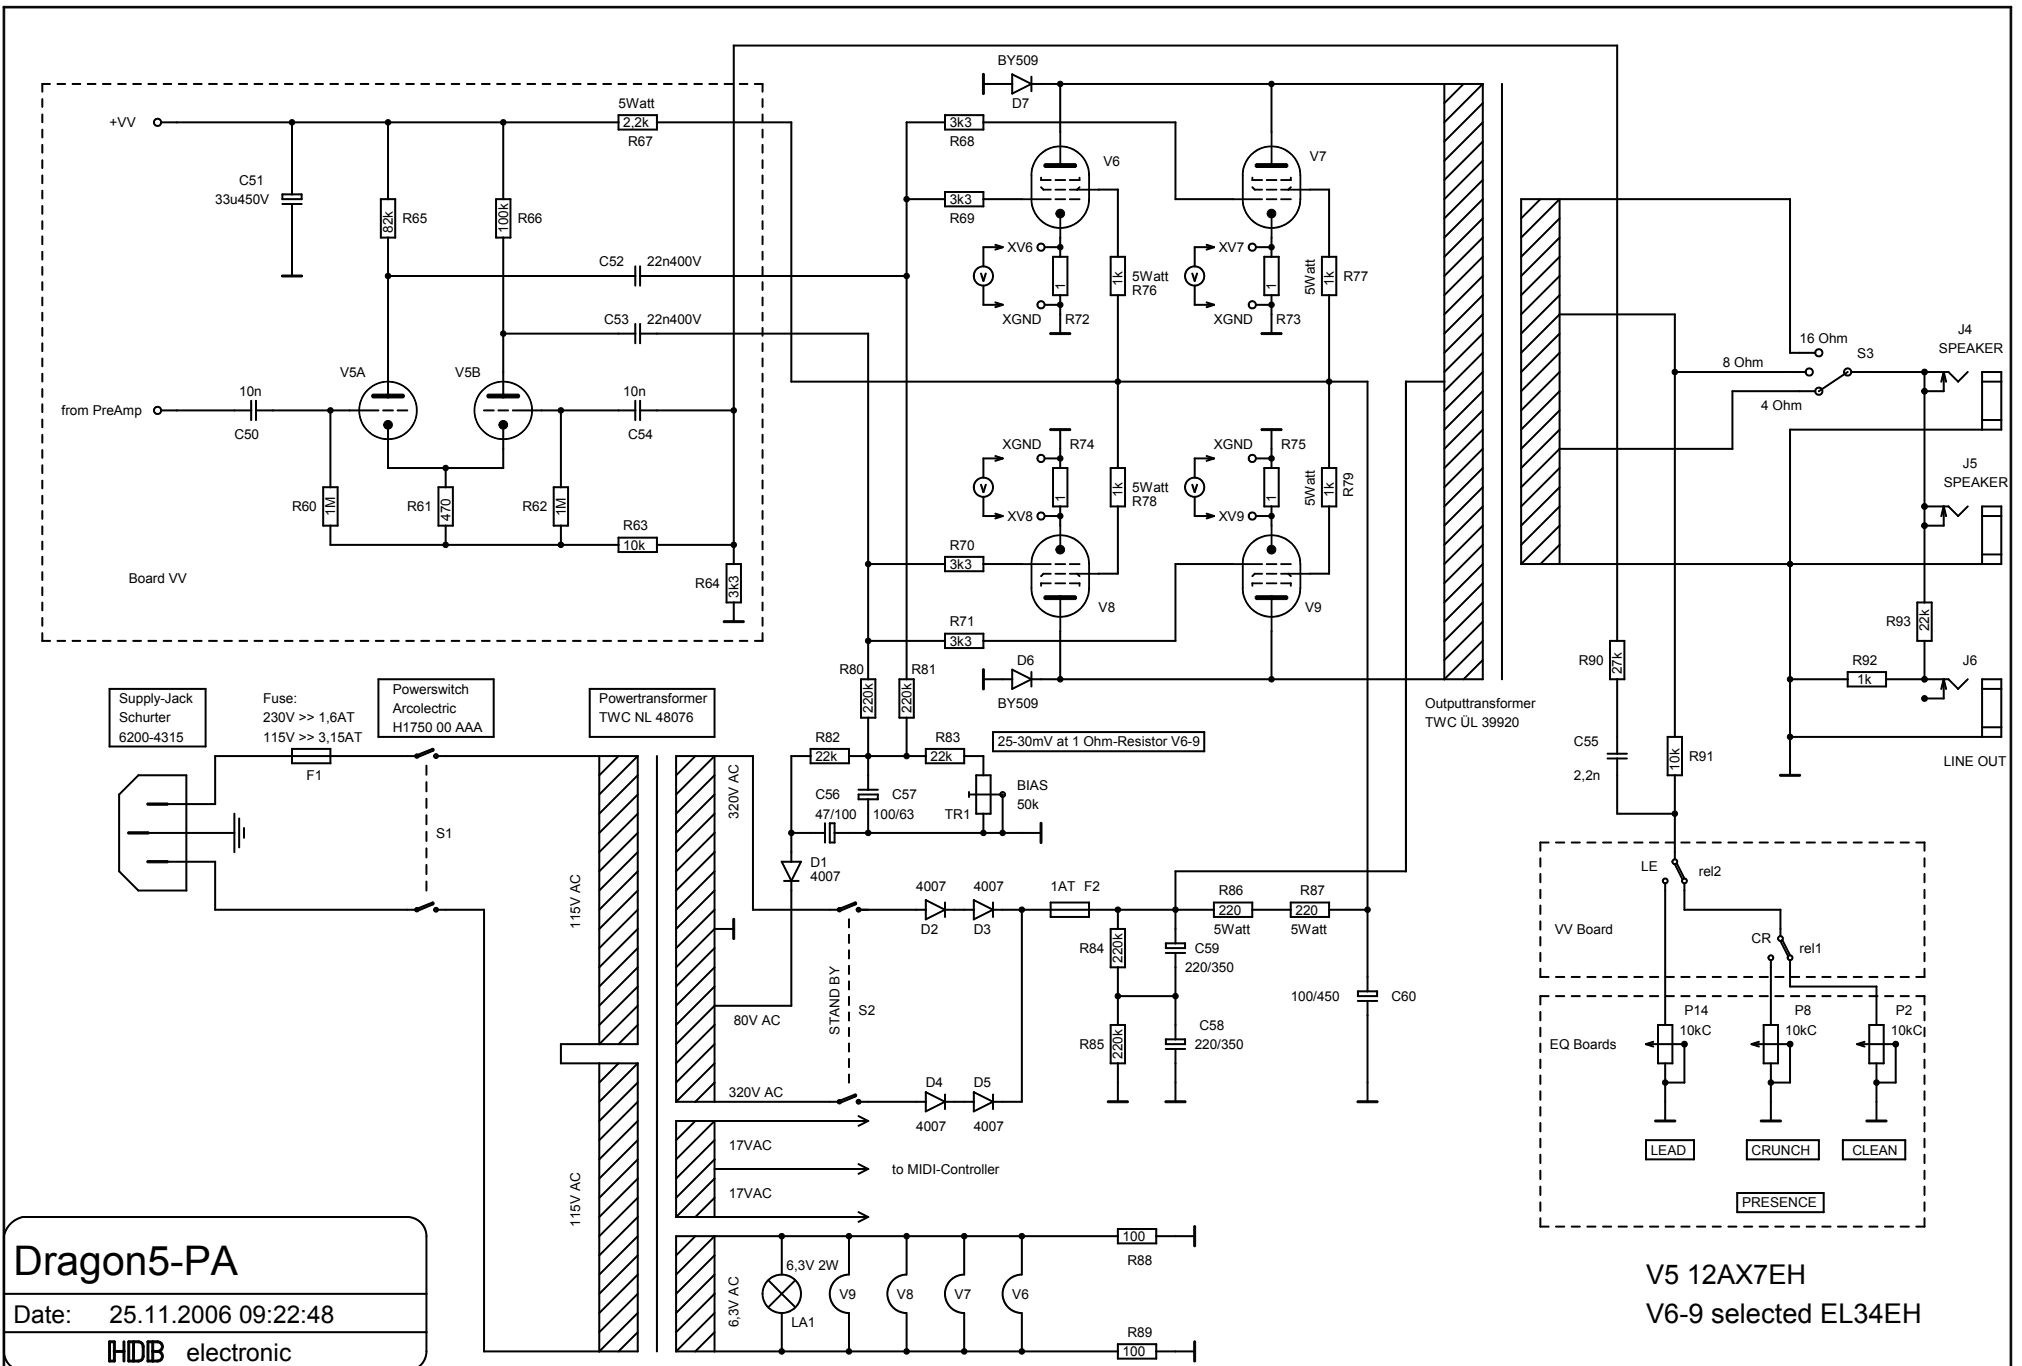 BY509
D7
5Watt
+VV
2,2k
R67
3k3
R68
V6
V7
C51
33u450V
82k
R65
100k
R66
3k3
R69
C52 22n400V
XV6
V
1
XGND
R72
1k
5Watt
R76
XV7
V
1
XGND
R73
5Watt
1k
R77
C53 22n400V
V5A
V5B
10n
from PreAmp
C50
10n
C54
16 Ohm
8 Ohm
S3
4 Ohm
J4
SPEAKER
XGND
R74
V
1
XV8
1k
5Watt
R78
XGND
R75
V
1
XV9
5Watt
1k
R79
J5
SPEAKER
R60
1M
R61
470
R62
1M
R63
10k
R70
3k3
Board VV
R64
3k3
V8
V9
R71
3k3
R93
22k
R80
220k
R81
220k
D6
BY509
R90
27k
R92
1k
J6
LINE OUT
Supply-Jack
Schurter
6200-4315
Fuse:
230V >> 1,6AT
115V >> 3,15AT
F1
Powerswitch
Arcolectric
H1750 00 AAA
Powertransformer
TWC NL 48076
Outputtransformer
TWC ÜL 39920
R82
22k
R83
22k
25-30mV at 1 Ohm-Resistor V6-9
C55
2,2n
10k
R91
320V AC
C56
47/100
C57
100/63
TR1
BIAS
50k
S1
D1
4007
115V AC
4007
D2
4007
D3
1AT F2
R86
220
5Watt
R87
220
5Watt
LE
rel2
VV Board
CR
rel1
R84
220k
C59
220/350
80V AC
STAND BY
S2
100/450
C60
R85
220k
C58
220/350
EQ Boards
P14
10kC
P8
10kC
P2
10kC
320V AC
D4
4007
D5
4007
LEAD
CRUNCH
CLEAN
PRESENCE
17VAC
to MIDI-Controller
17VAC
115V AC
6,3V AC
6,3V 2W
LA1
V9
V8
V7
V6
100
R88
R89
100
Dragon5-PA
Date: 25.11.2006 09:22:48
HDB electronic
V5 12AX7EH
V6-9 selected EL34EH